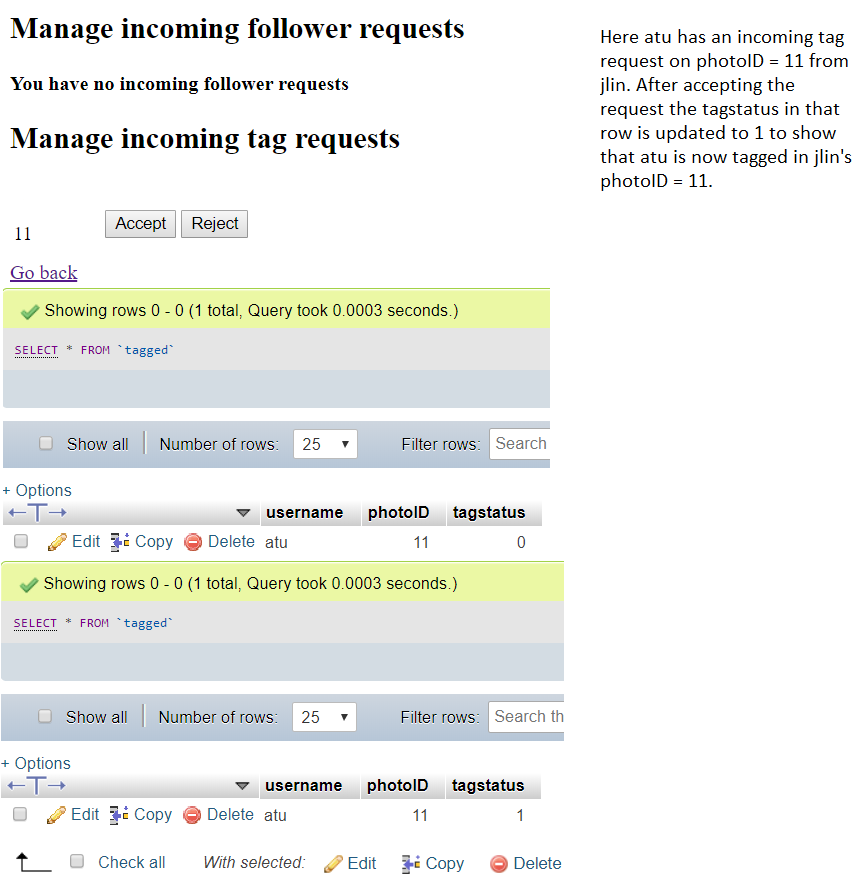 Manage incoming follower requests
You have no incoming follower requests
Manage incoming tag requests
11 Accept Reject
Go back
Here atu has an incoming tag
request on photoID = 11 from
jlin. After accepting the
request the tagstatus in that
row is updated to 1 to show
that atu is now tagged in jlin's
photoID = 11.
Showing rows 0 - 0 (1 total, Query took 0.0003 seconds.)
SELECT * FROM `tagged`
Show all Number of rows: 25 Filter rows: Search
+ Options
←T→ username photoID tagstatus
Edit Copy Delete atu 11 0
Showing rows 0 - 0 (1 total, Query took 0.0003 seconds.)
SELECT * FROM `tagged`
Show all Number of rows: 25 Filter rows: Search th
+ Options
←T→ username photoID tagstatus
Edit Copy Delete atu 11 1
Check all With selected: Edit Copy Delete